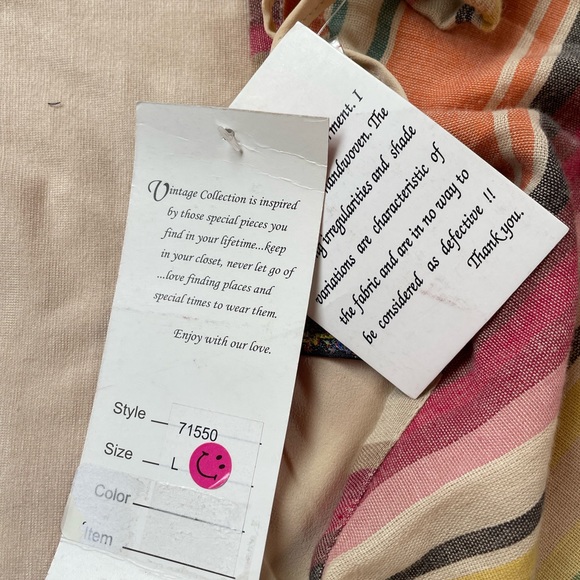 Vintage Collection is inspired
by those special pieces you
find in your lifetime...keep
in your closet, never let go of
...love finding places and
special times to wear them.
Enjoy with our love.
Style — 71550
Size — L
Color
Item
I
handwoven. The
irregularities and shade
variations are characteristic of
the fabric and are in no way to
be considered as defective !!
Thank you.